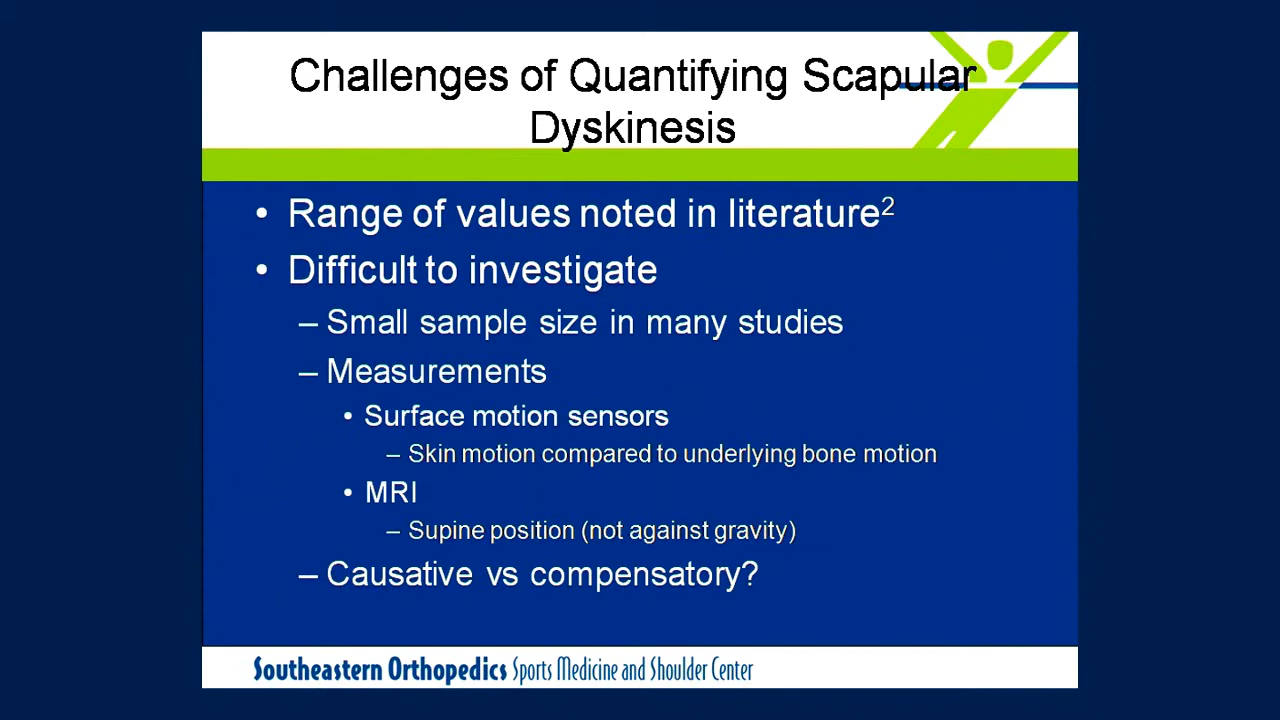 Challenges of Quantifying Scapular
Dyskinesis
• Range of values noted in literature²
• Difficult to investigate
– Small sample size in many studies
– Measurements
• Surface motion sensors
– Skin motion compared to underlying bone motion
• MRI
– Supine position (not against gravity)
– Causative vs compensatory?
Southeastern Orthopedics Sports Medicine and Shoulder Center